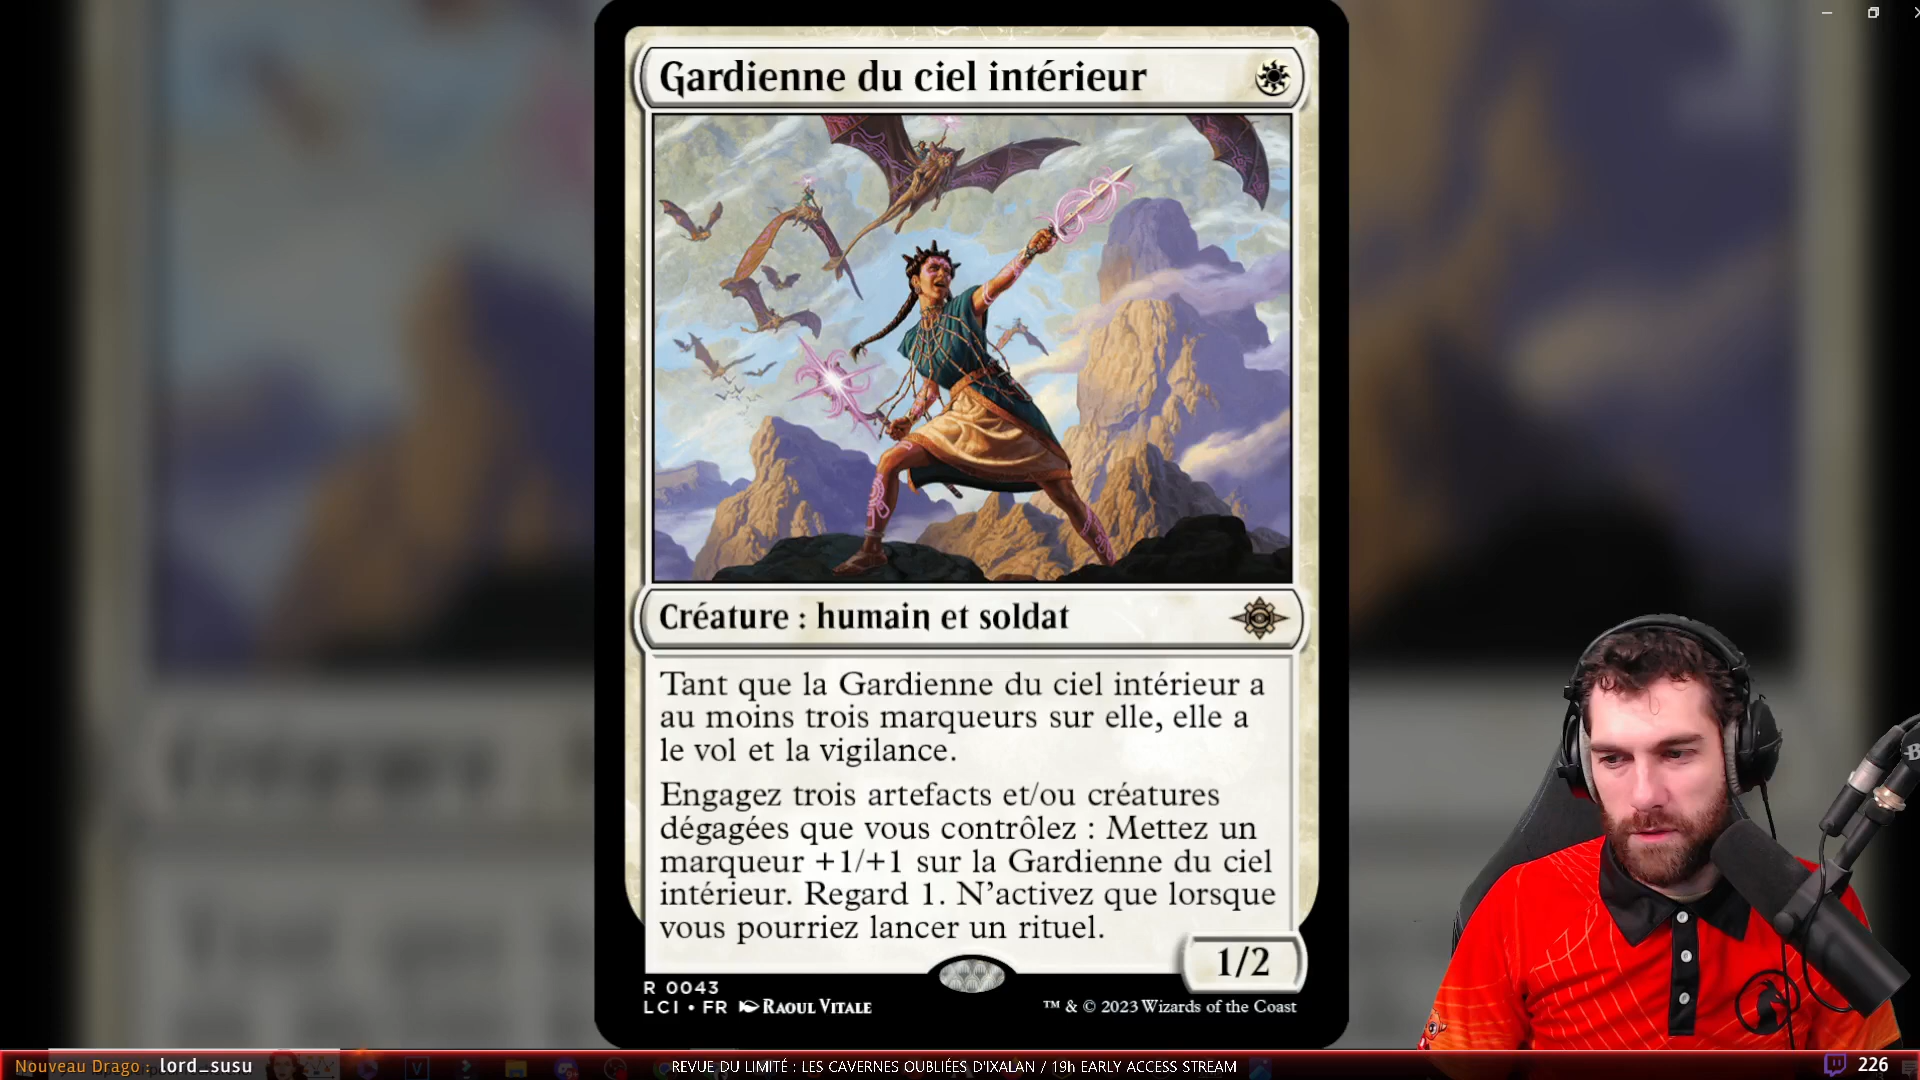 Gardienne du ciel intérieur
Créature : humain et soldat
Tant que la Gardienne du ciel intérieur a
au moins trois marqueurs sur elle, elle a
le vol et la vigilance.
Engagez trois artefacts et/ou créatures
dégagées que vous contrôlez : Mettez un
marqueur +1/+1 sur la Gardienne du ciel
intérieur. Regard 1. N'activez que lorsque
vous pourriez lancer un rituel.
1/2
R 0043
LCI • FR RAOUL VITALE
™ & © 2023 Wizards of the Coast
Nouveau Drago : lord_susu
REVUE DU LIMITÉ : LES CAVERNES OUBLIÉES D'IXALAN / 19h EARLY ACCESS STREAM
226